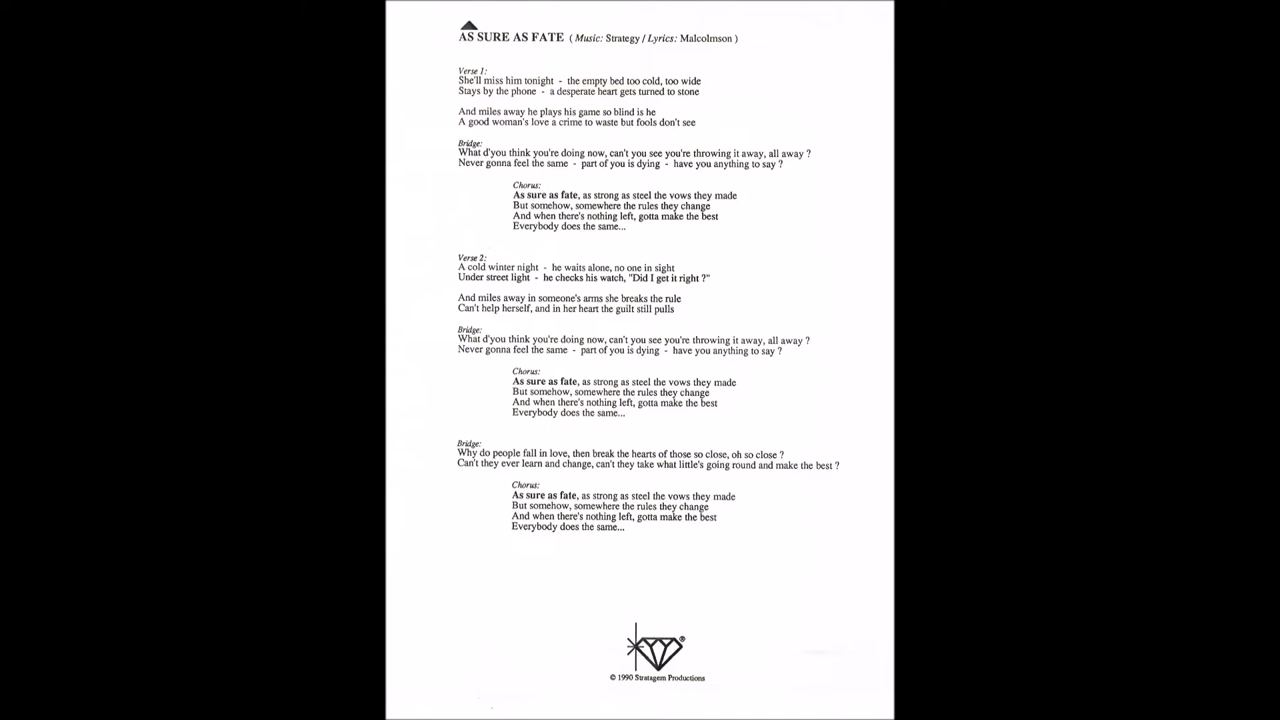 AS SURE AS FATE ( Music: Strategy / Lyrics: Malcolmson )
Verse 1:
She'll miss him tonight - the empty bed too cold, too wide
Stays by the phone - a desperate heart gets turned to stone
And miles away he plays his game so blind is he
A good woman's love a crime to waste but fools don't see
Bridge:
What d'you think you're doing now, can't you see you're throwing it away, all away ?
Never gonna feel the same - part of you is dying - have you anything to say ?
Chorus:
As sure as fate, as strong as steel the vows they made
But somehow, somewhere the rules they change
And when there's nothing left, gotta make the best
Everybody does the same...
Verse 2:
A cold winter night - he waits alone, no one in sight
Under street light - he checks his watch, "Did I get it right ?"
And miles away in someone's arms she breaks the rule
Can't help herself, and in her heart the guilt still pulls
Bridge:
What d'you think you're doing now, can't you see you're throwing it away, all away ?
Never gonna feel the same - part of you is dying - have you anything to say ?
Chorus:
As sure as fate, as strong as steel the vows they made
But somehow, somewhere the rules they change
And when there's nothing left, gotta make the best
Everybody does the same...
Bridge:
Why do people fall in love, then break the hearts of those so close, oh so close ?
Can't they ever learn and change, can't they take what little's going round and make the best ?
Chorus:
As sure as fate, as strong as steel the vows they made
But somehow, somewhere the rules they change
And when there's nothing left, gotta make the best
Everybody does the same...
®
© 1990 Stratagem Productions